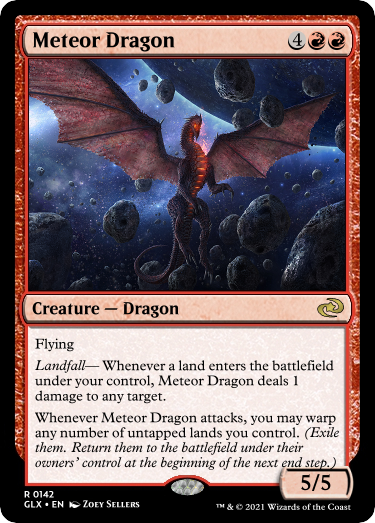 Meteor Dragon 4
Creature — Dragon
Flying
Landfall— Whenever a land enters the battlefield
under your control, Meteor Dragon deals 1
damage to any target.
Whenever Meteor Dragon attacks, you may warp
any number of untapped lands you control. (Exile
them. Return them to the battlefield under their
owners' control at the beginning of the next end step.)
5/5
R 0142
GLX • EN Zoey Sellers
™ & © 2021 Wizards of the Coast